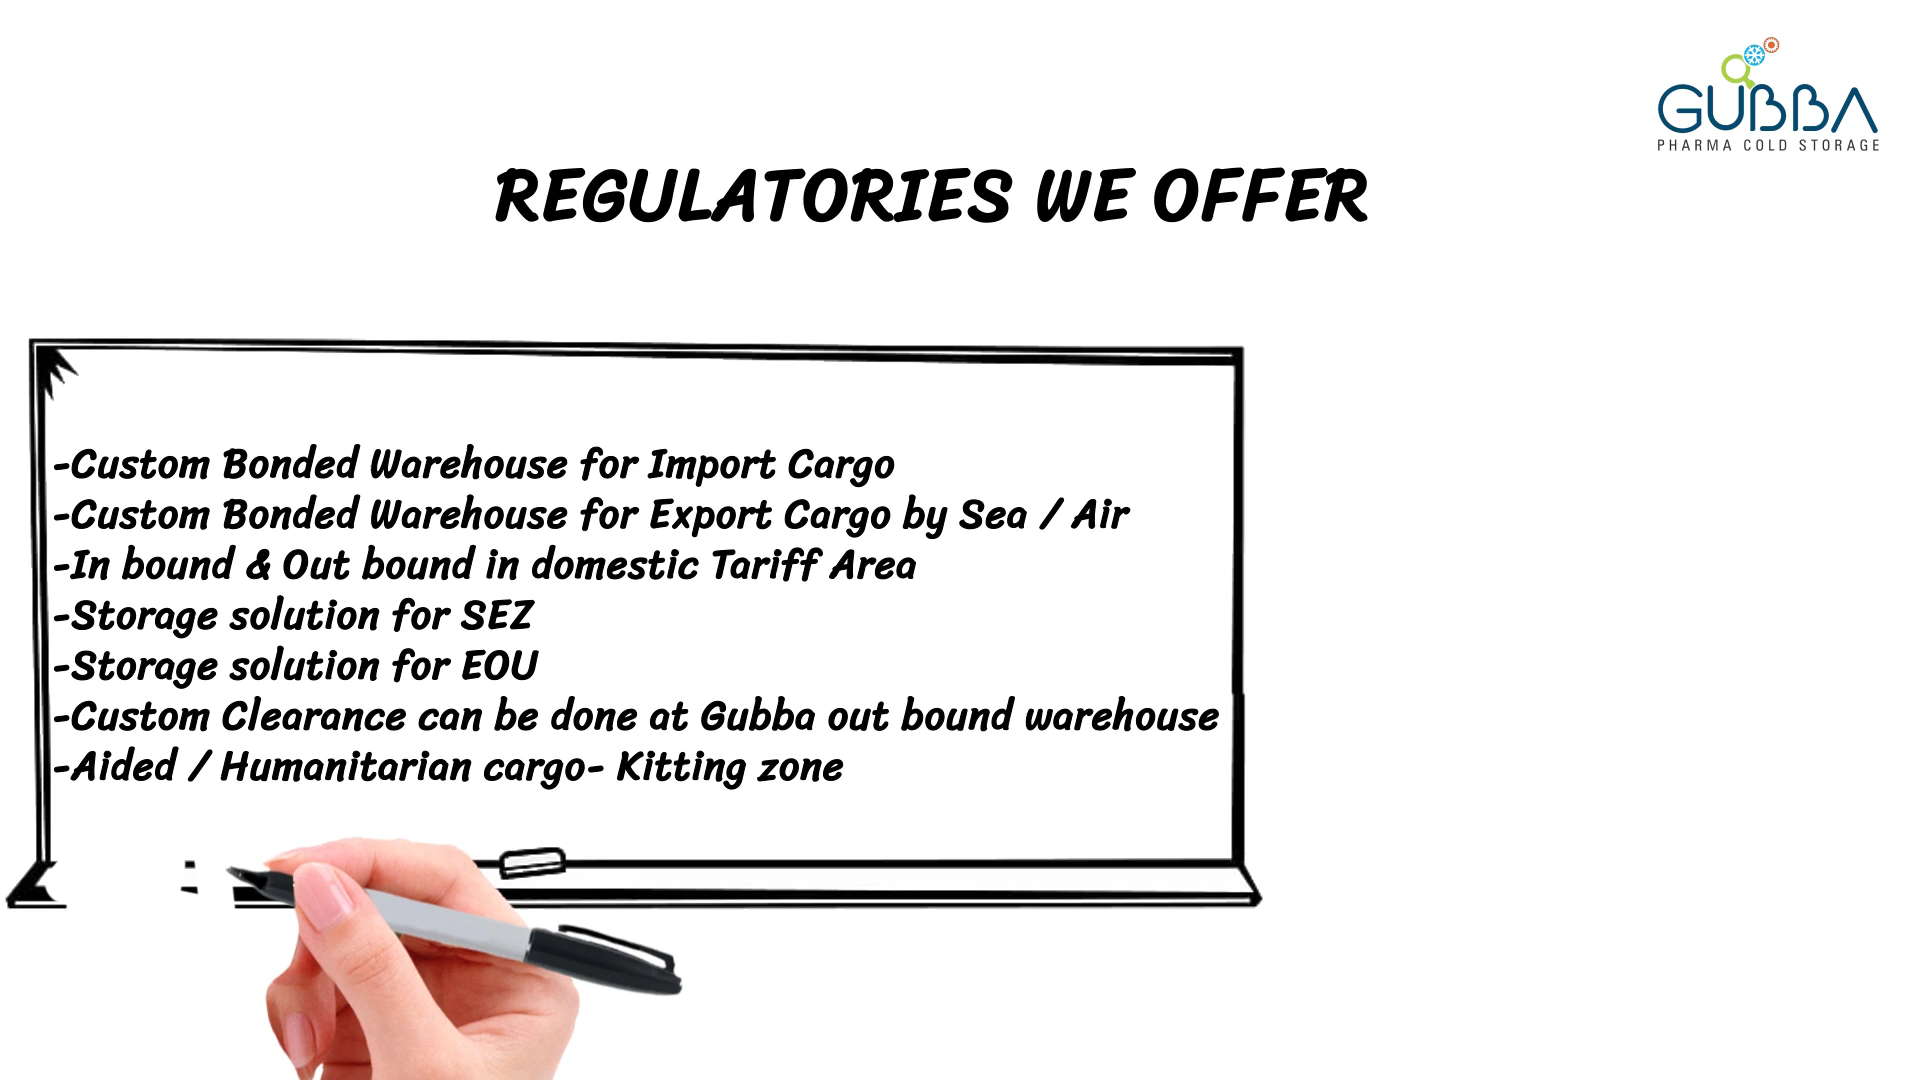 GUBBA
PHARMA COLD STORAGE
REGULATORIES WE OFFER
-Custom Bonded Warehouse for Import Cargo
-Custom Bonded Warehouse for Export Cargo by Sea / Air
-In bound & Out bound in domestic Tariff Area
-Storage solution for SEZ
-Storage solution for EOU
-Custom Clearance can be done at Gubba out bound warehouse
-Aided / Humanitarian cargo- Kitting zone